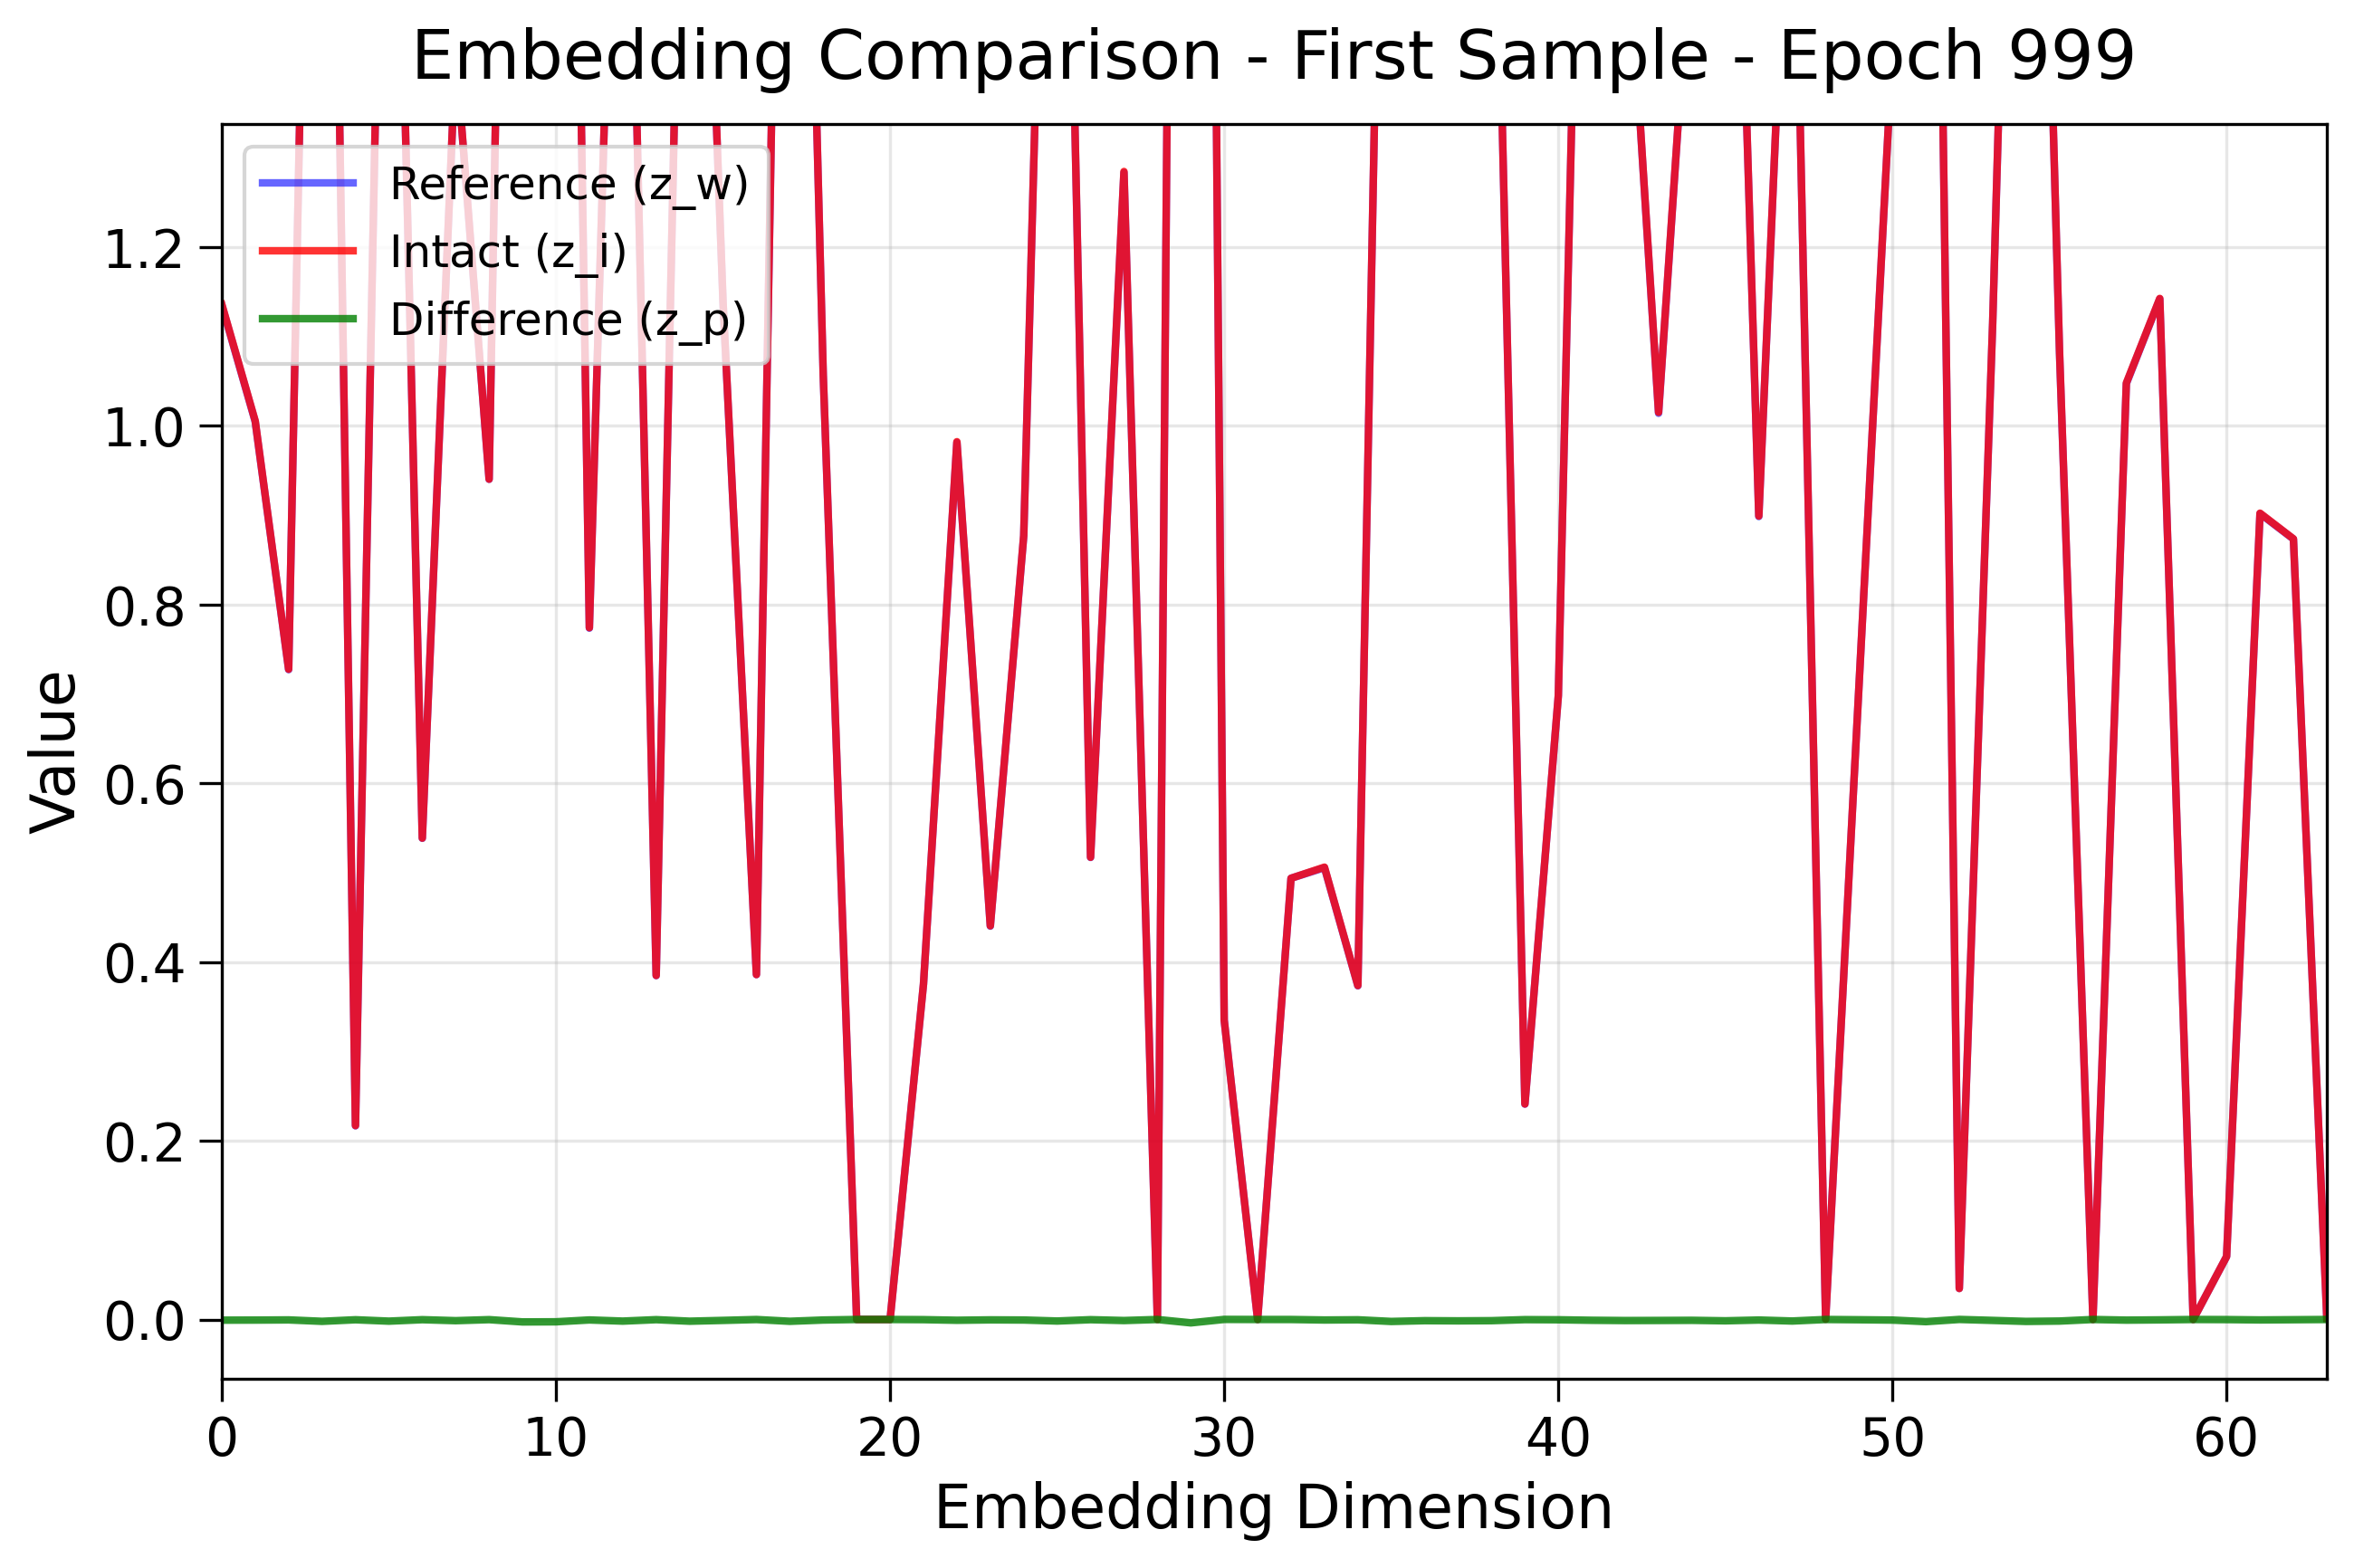 Embedding Comparison - First Sample - Epoch 999
Reference (z_w)
Intact (z_i)
Difference (z_p)
1.2
1.0
0.8
0.6
0.4
0.2
0.0
Value
0 10 20 30 40 50 60
Embedding Dimension